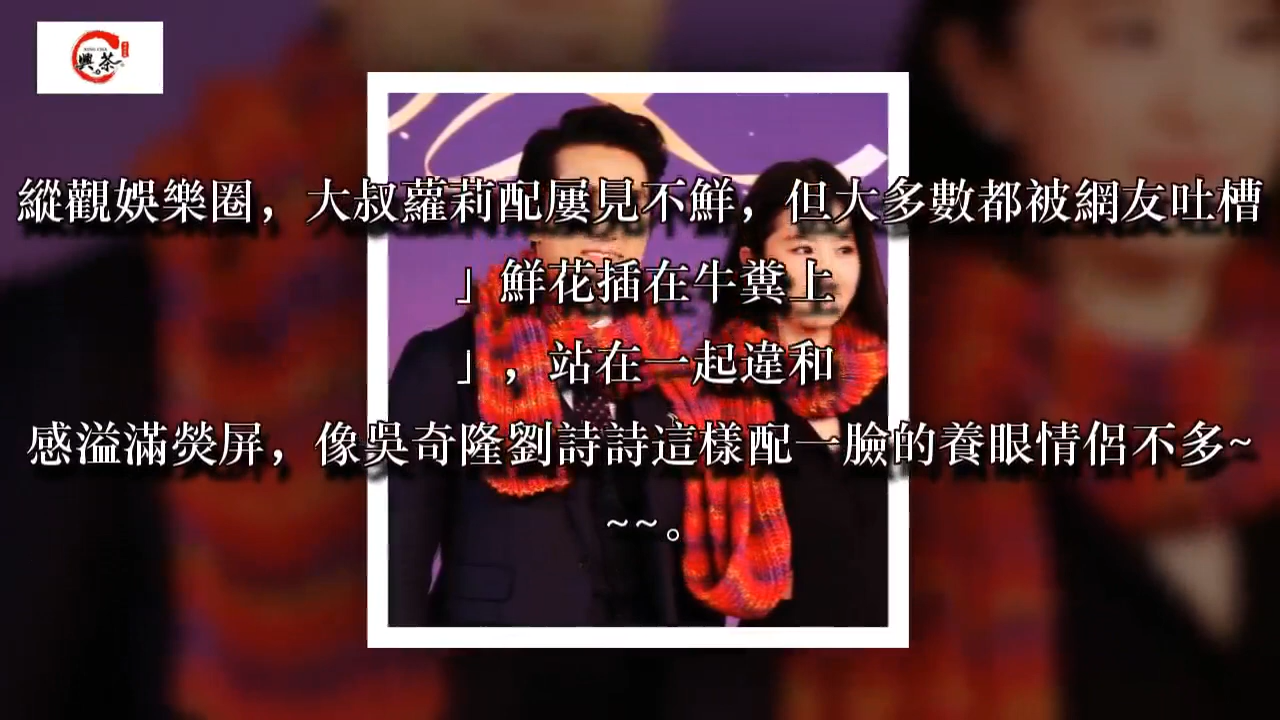 興茶
縱觀娛樂圈，大叔蘿莉配屢見不鮮，但大多數都被網友吐槽
」鮮花插在牛糞上
」，站在一起違和
感溢滿熒屏，像吳奇隆劉詩詩這樣配一臉的養眼情侶不多~
~~。